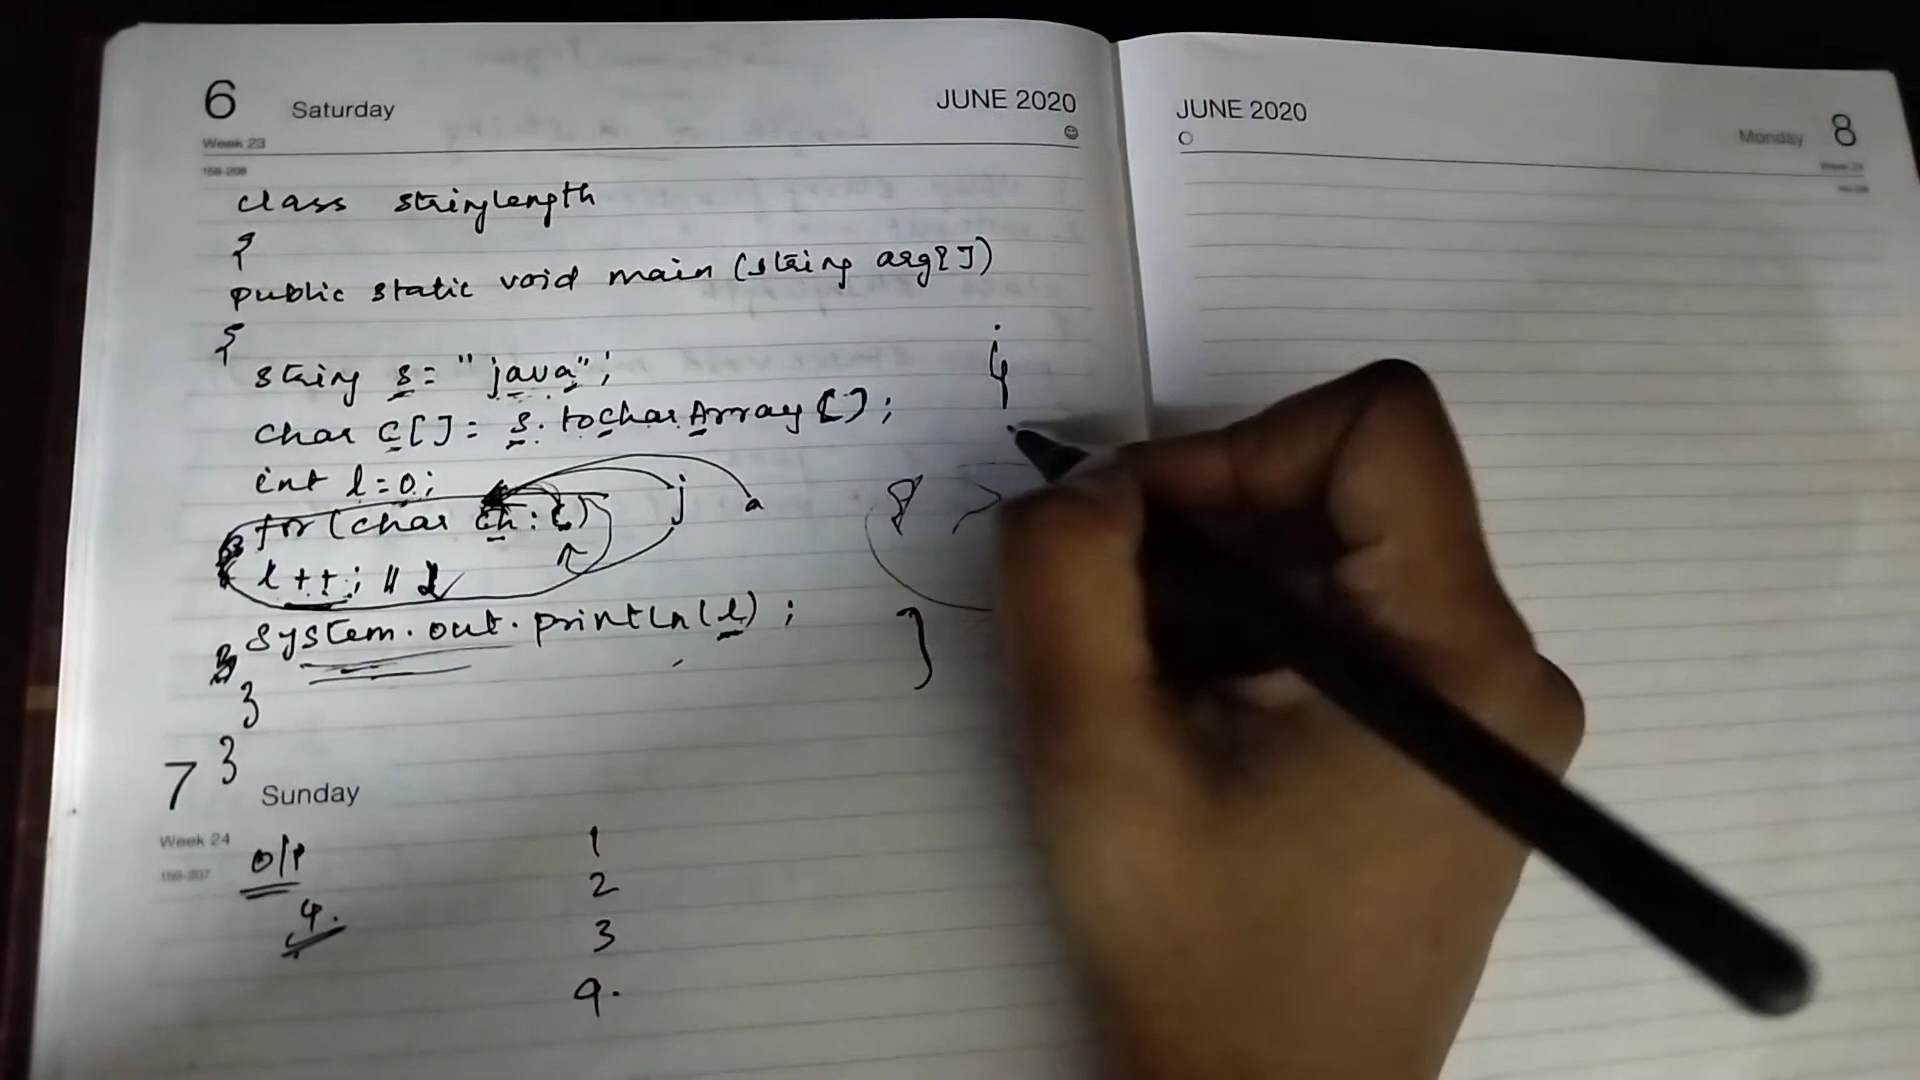 6 Saturday JUNE 2020
Week 23
class stringlength
{
public static void main (string arg[])
{
string s = "java";
char c[] = s.toCharArray();
int l=0;
for (char ch : c)
j a
l++; //
System.out.println(l);
}
}
7 Sunday
Week 24
o/p
4.
1
2
3
4.
JUNE 2020
Monday 8